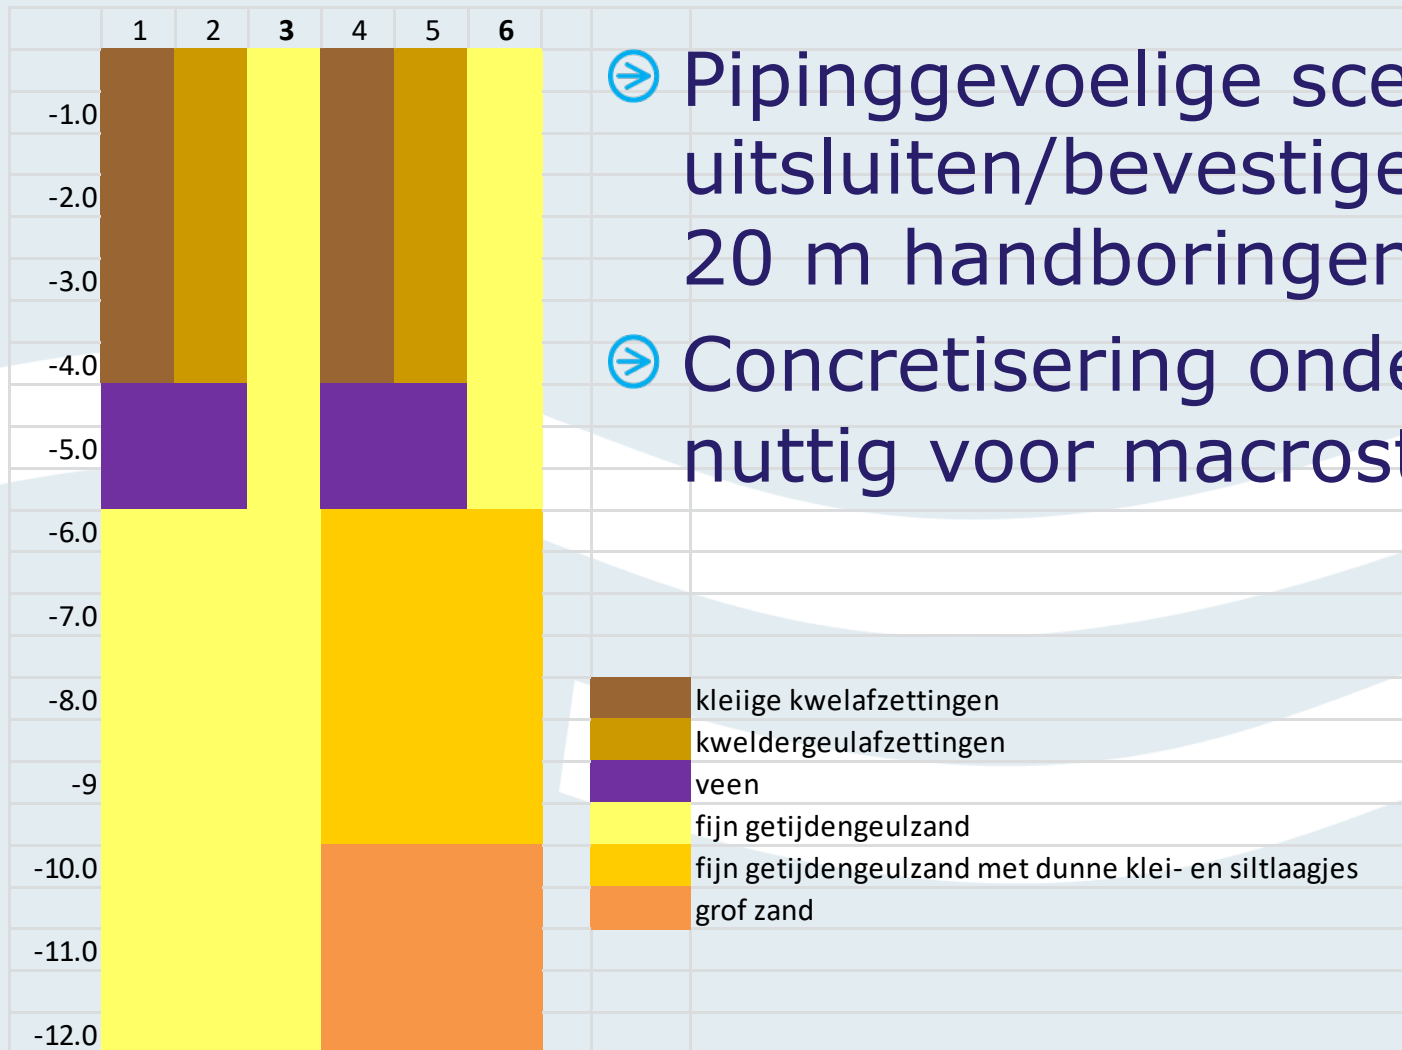 1 2 3 4 5 6
-1.0
-2.0
-3.0
-4.0
-5.0
-6.0
-7.0
-8.0
-9
-10.0
-11.0
-12.0
Pipinggevoelige sce
uitsluiten/bevestige
20 m handboringen
Concretisering onde
nuttig voor macrost
kleiige kwelafzettingen
kweldergeulafzettingen
veen
fijn getijdengeulzand
fijn getijdengeulzand met dunne klei- en siltlaagjes
grof zand